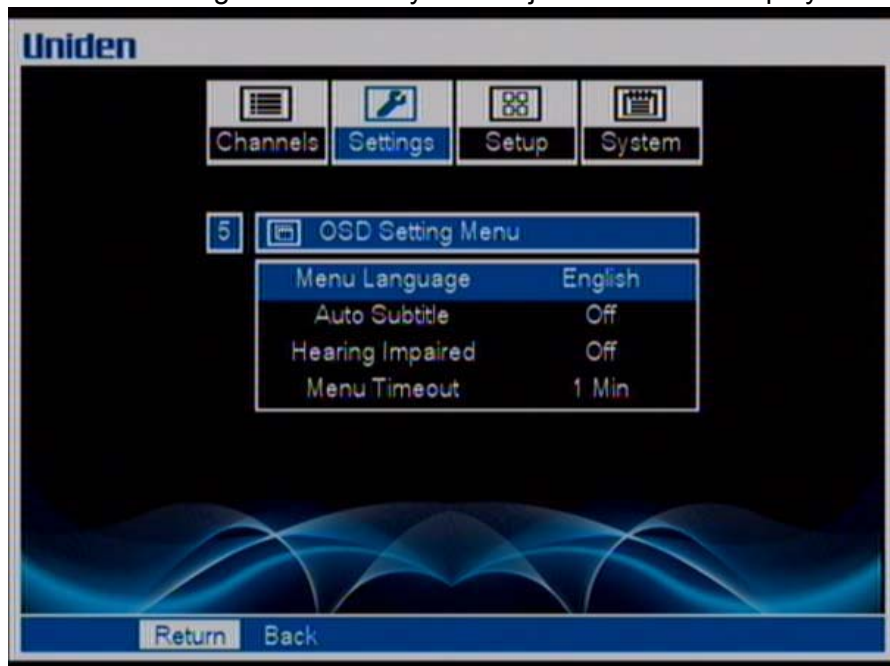 Uniden
Channels Settings Setup System
5 OSD Setting Menu
Menu Language English
Auto Subtitle Off
Hearing Impaired Off
Menu Timeout 1 Min
Return Back